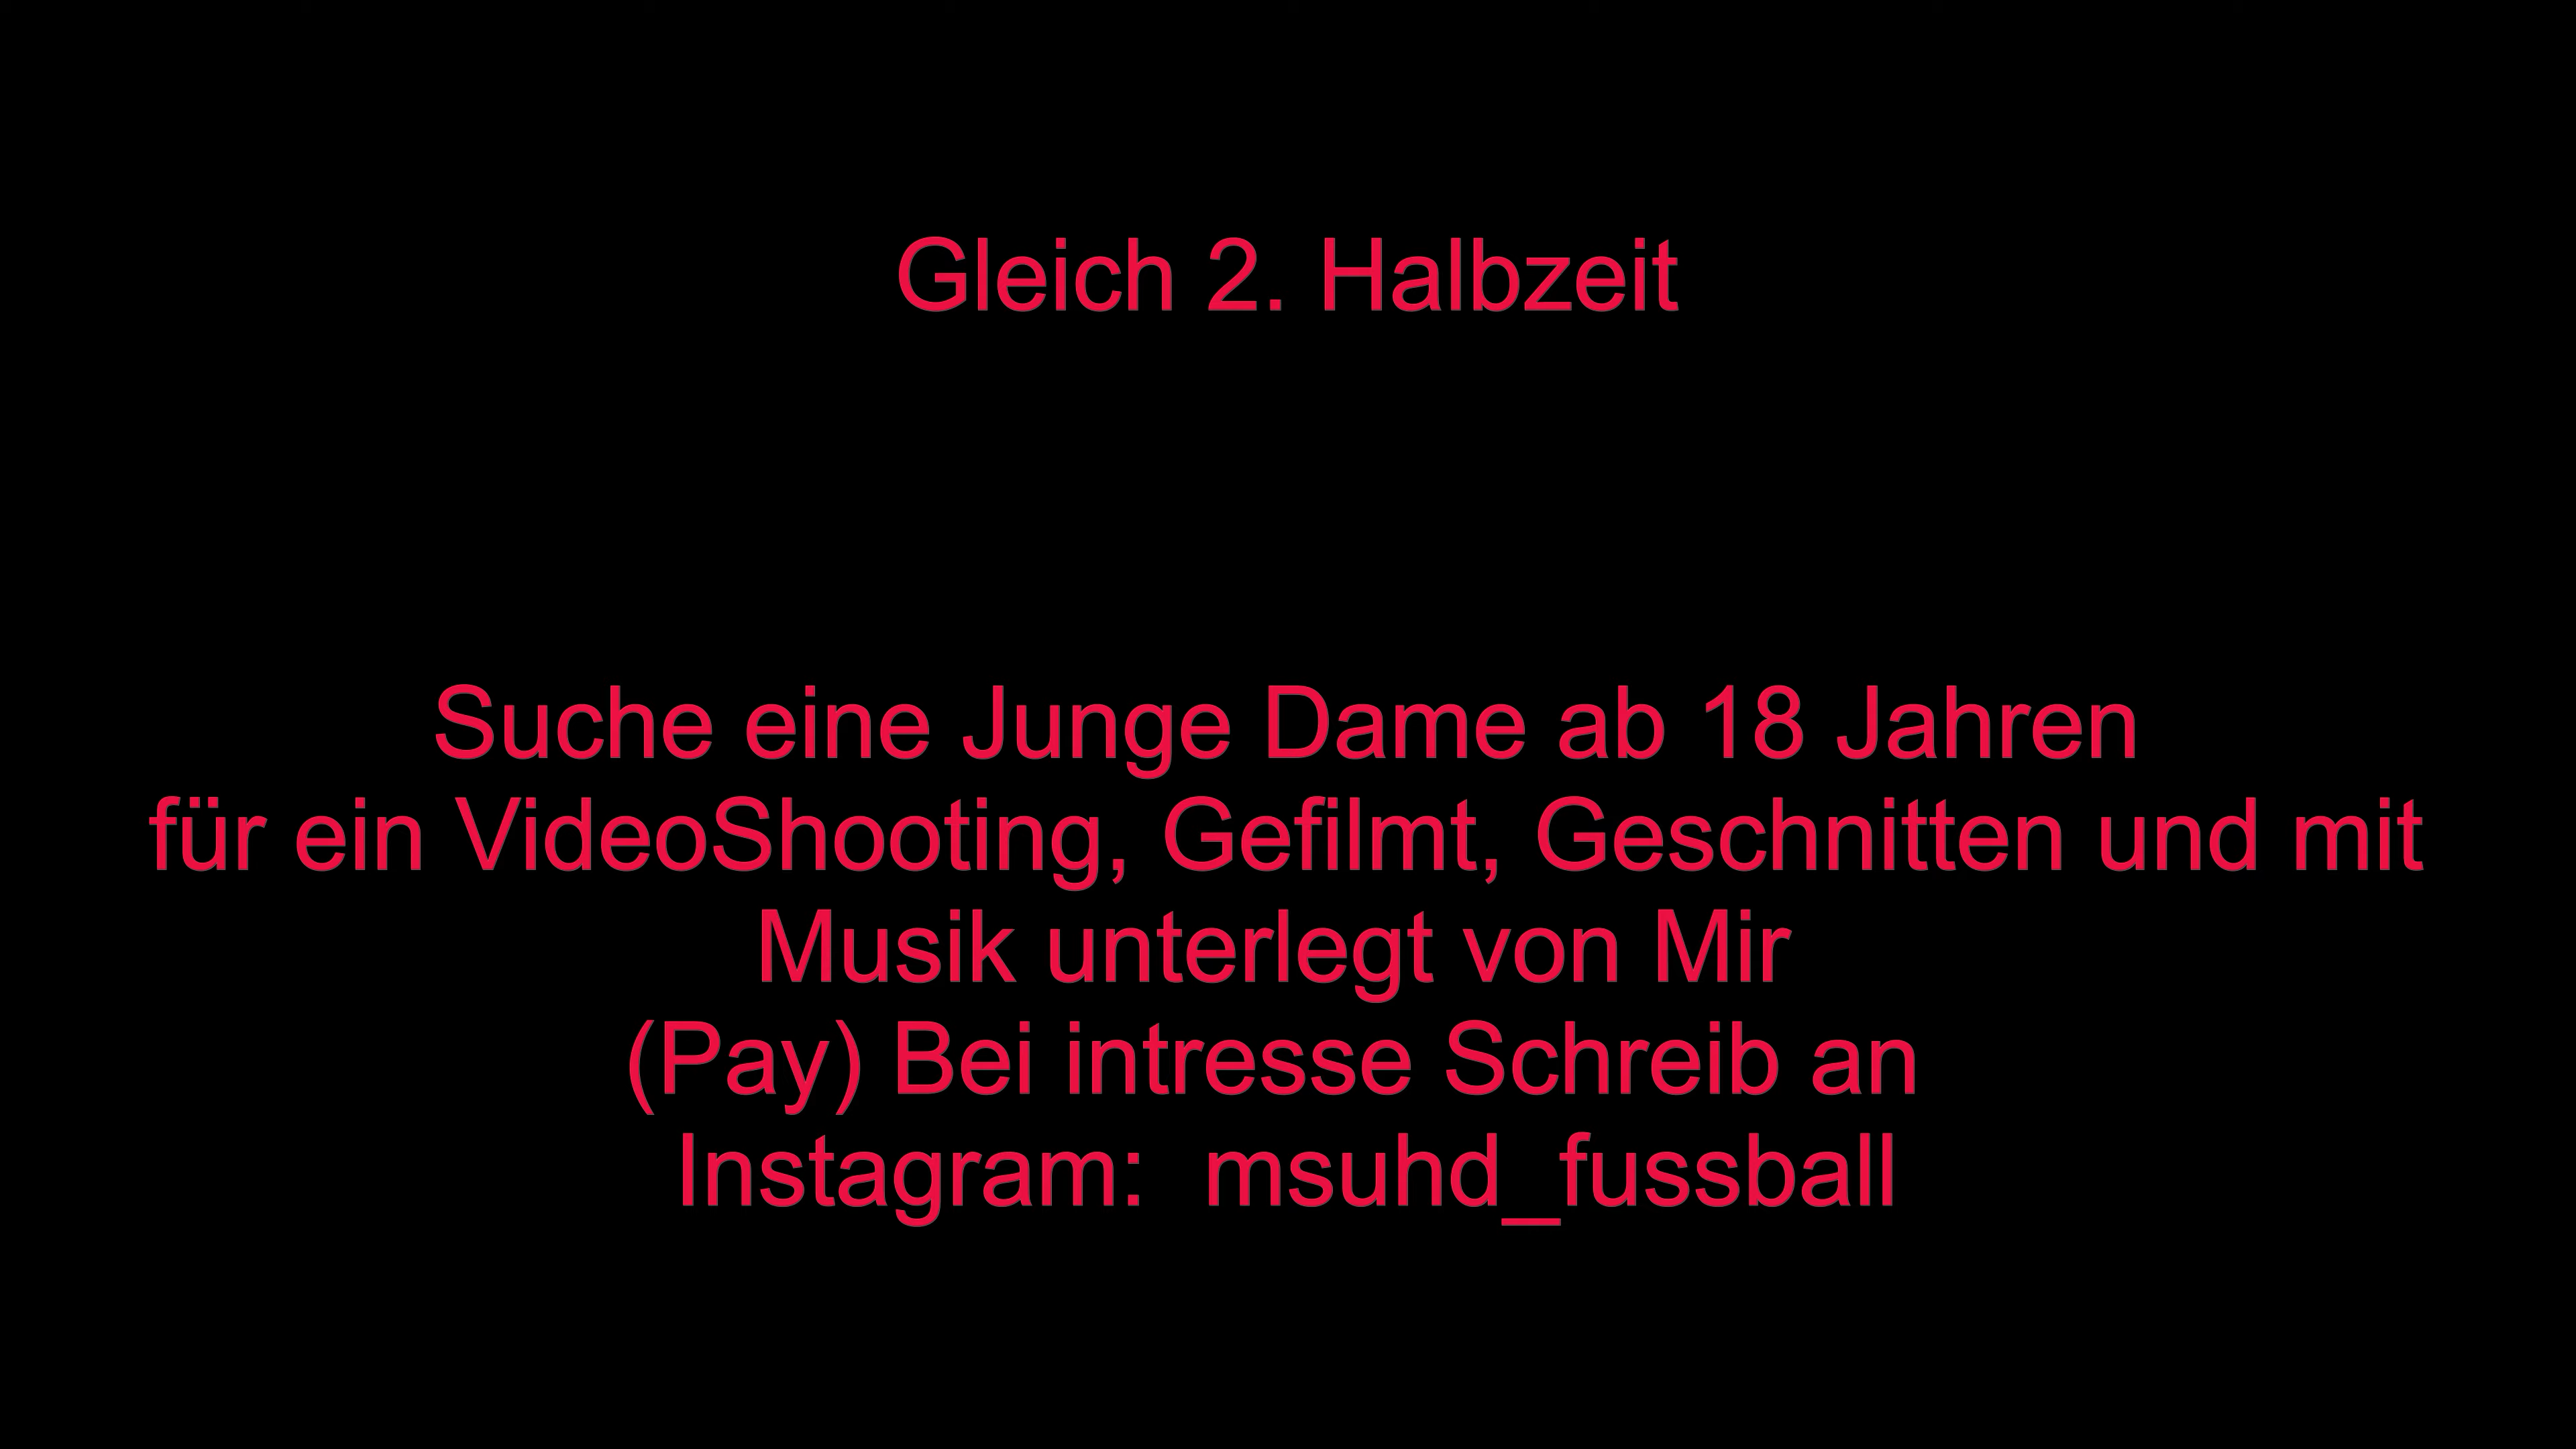 Gleich 2. Halbzeit
Suche eine Junge Dame ab 18 Jahren
für ein VideoShooting, Gefilmt, Geschnitten und mit
Musik unterlegt von Mir
(Pay) Bei intresse Schreib an
Instagram:  msuhd_fussball